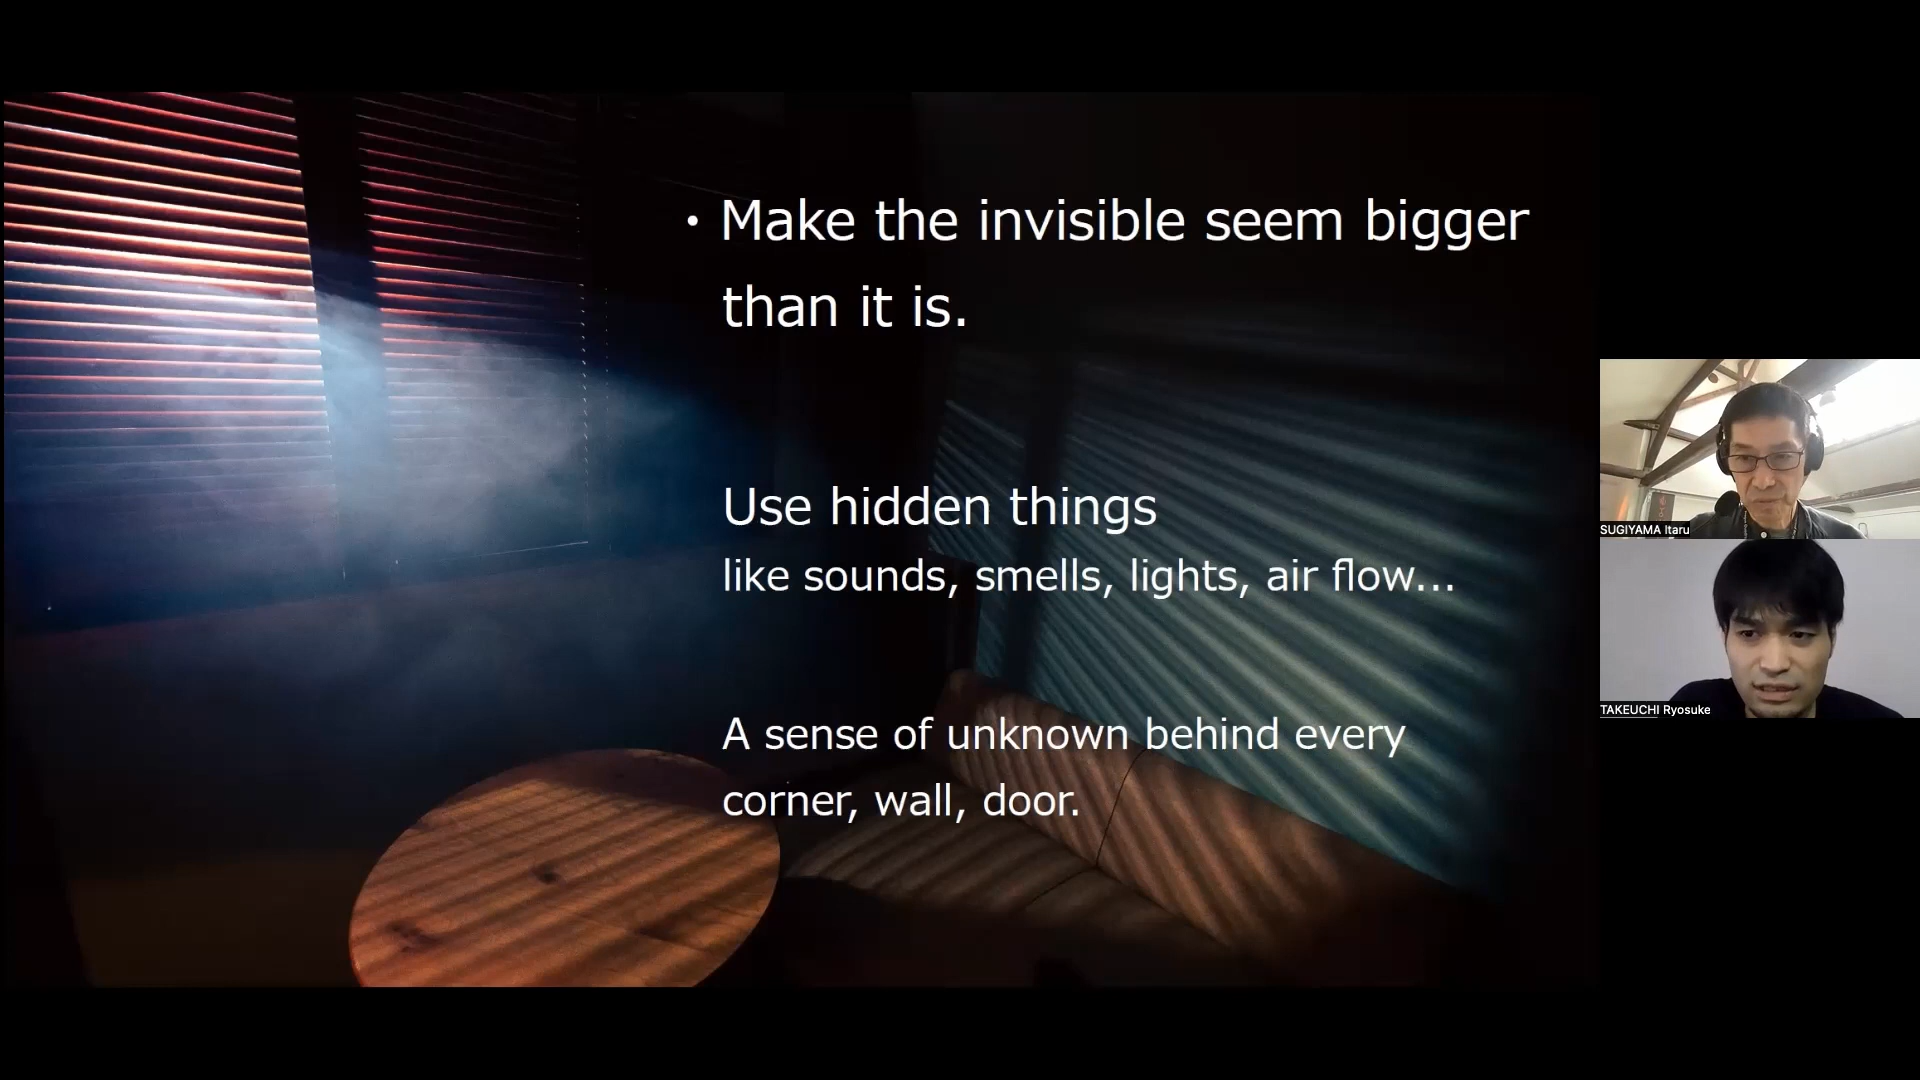 ・Make the invisible seem bigger
than it is.
Use hidden things
like sounds, smells, lights, air flow...
A sense of unknown behind every
corner, wall, door.
SUGIYAMA Itaru
TAKEUCHI Ryosuke